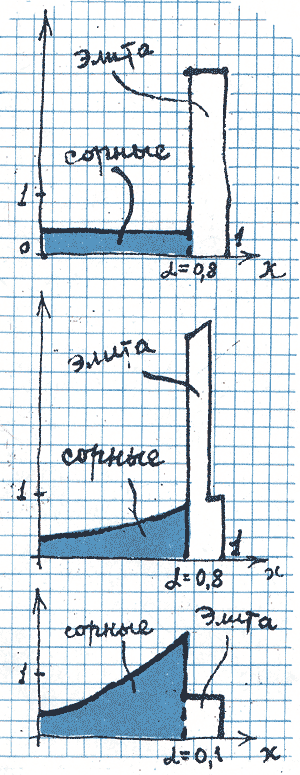 Элита
сорные
1
0
α=0,8
1
x
Элита
сорные
1
α=0,8
1
x
сорные
Элита
1
α=0,1
x